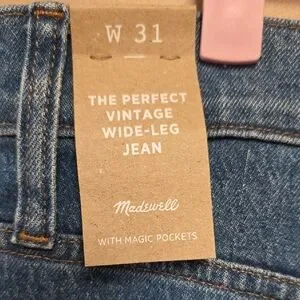 W 31
THE PERFECT
VINTAGE
WIDE-LEG
JEAN
Madewell
WITH MAGIC POCKETS